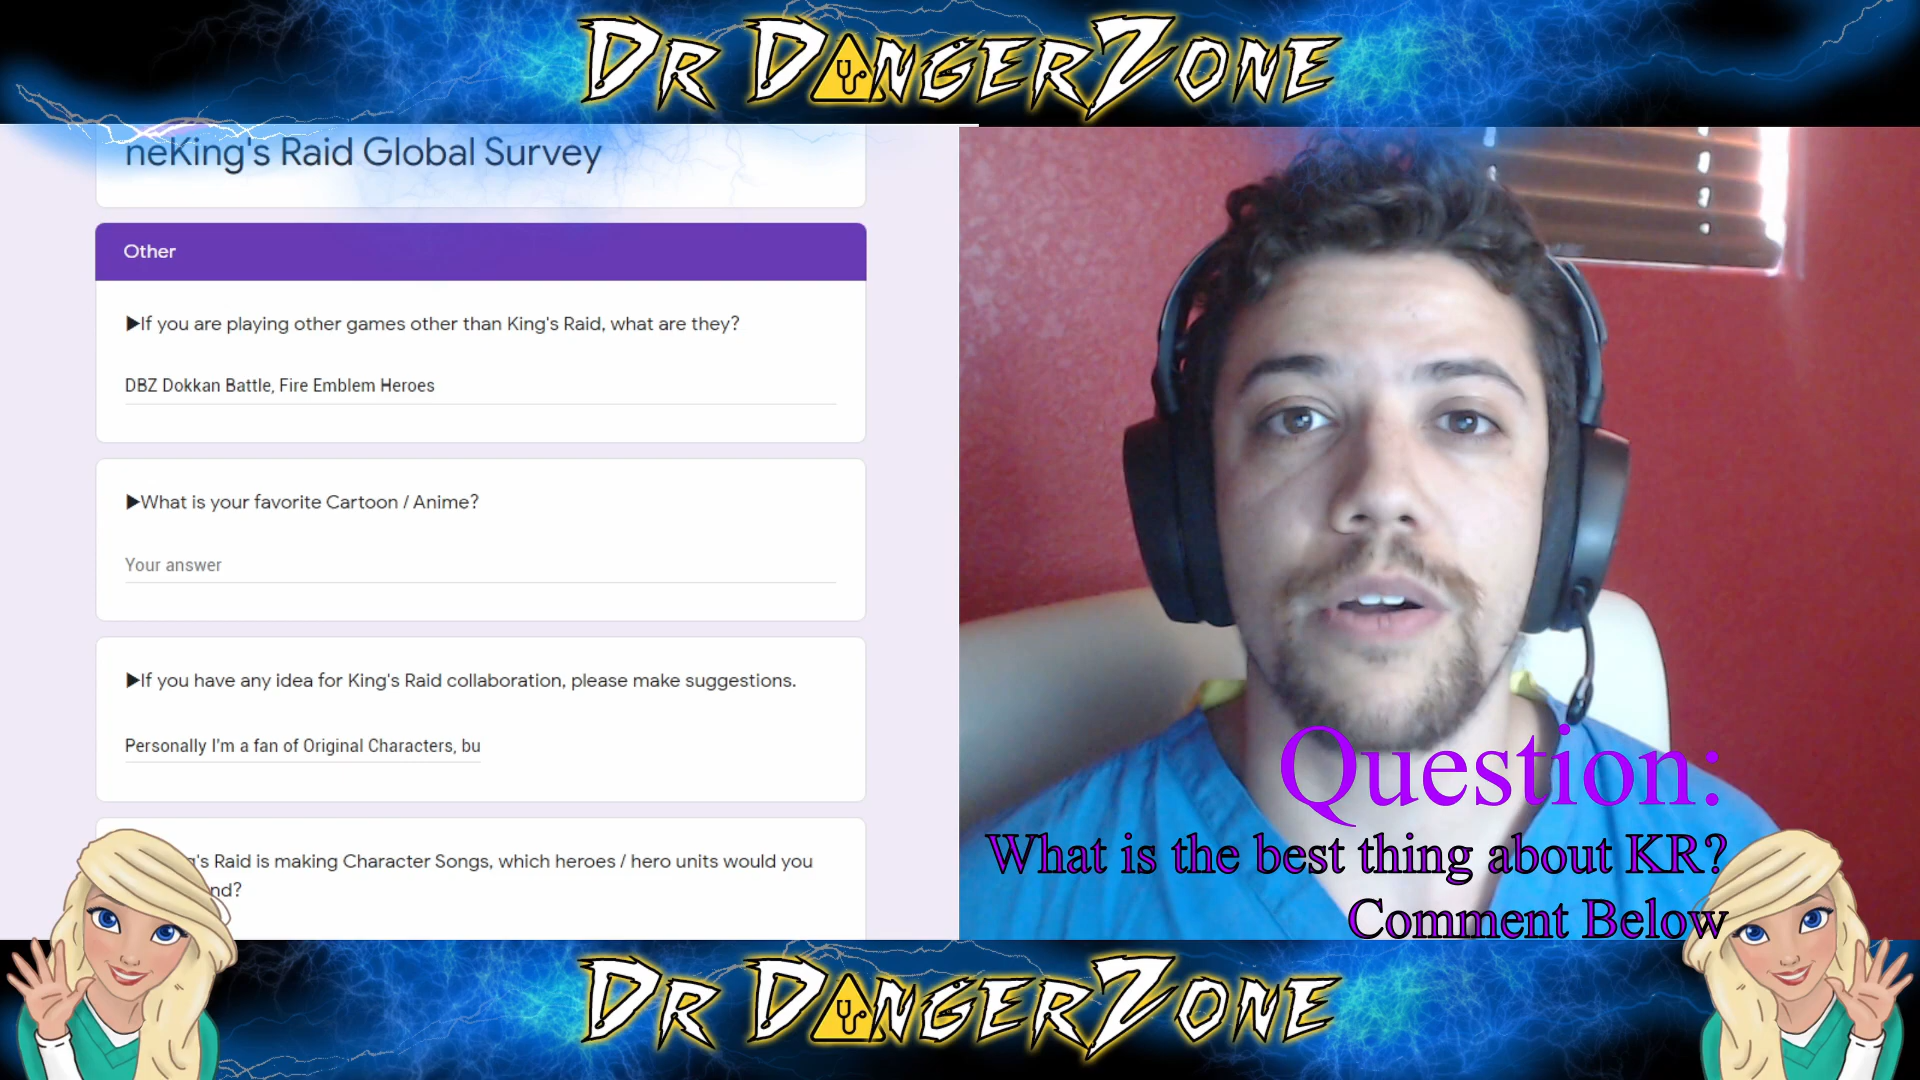 Dr DangerZone
neKing's Raid Global Survey
Other
▶If you are playing other games other than King's Raid, what are they?
DBZ Dokkan Battle, Fire Emblem Heroes
▶What is your favorite Cartoon / Anime?
Your answer
▶If you have any idea for King's Raid collaboration, please make suggestions.
Personally I'm a fan of Original Characters, bu
's Raid is making Character Songs, which heroes / hero units would you
nd?
Question:
What is the best thing about KR?
Comment Below
Dr DangerZone